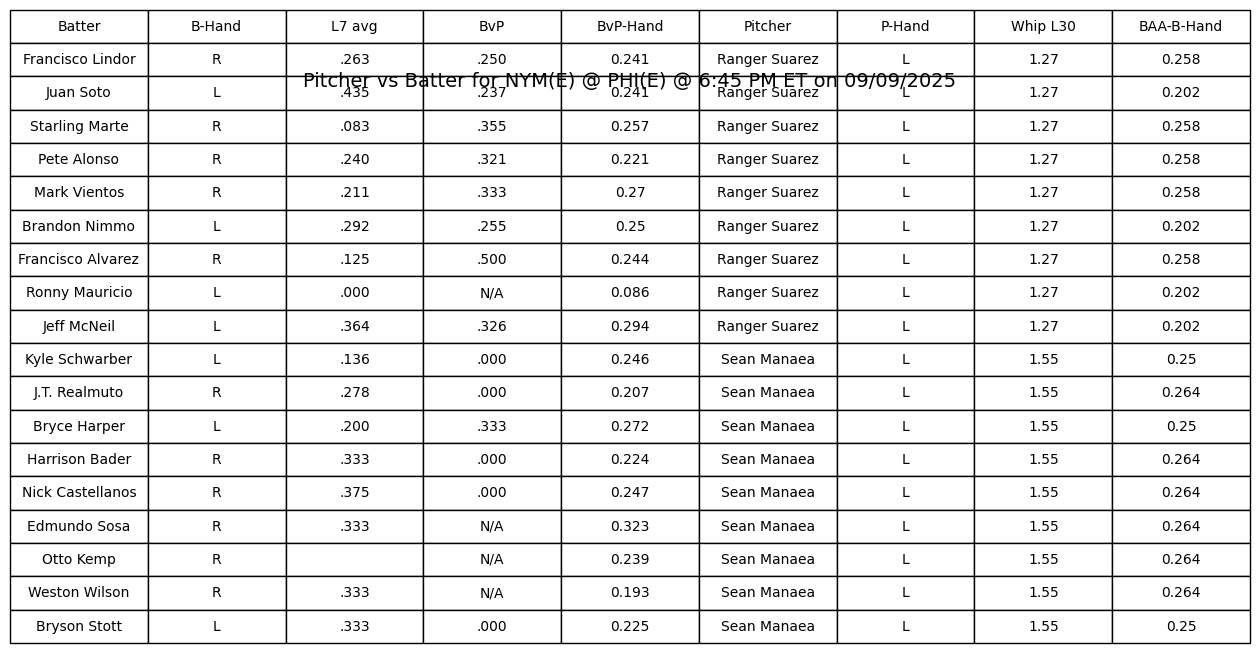 Batter B-Hand L7 avg BvP BvP-Hand Pitcher P-Hand Whip L30 BAA-B-Hand
Francisco Lindor R .263 .250 0.241 Ranger Suarez L 1.27 0.258
Pitcher vs Batter for NYM(E) @ PHI(E) @ 6:45 PM ET on 09/09/2025
Juan Soto L .435 .237 0.241 Ranger Suarez L 1.27 0.202
Starling Marte R .083 .355 0.257 Ranger Suarez L 1.27 0.258
Pete Alonso R .240 .321 0.221 Ranger Suarez L 1.27 0.258
Mark Vientos R .211 .333 0.27 Ranger Suarez L 1.27 0.258
Brandon Nimmo L .292 .255 0.25 Ranger Suarez L 1.27 0.202
Francisco Alvarez R .125 .500 0.244 Ranger Suarez L 1.27 0.258
Ronny Mauricio L .000 N/A 0.086 Ranger Suarez L 1.27 0.202
Jeff McNeil L .364 .326 0.294 Ranger Suarez L 1.27 0.202
Kyle Schwarber L .136 .000 0.246 Sean Manaea L 1.55 0.25
J.T. Realmuto R .278 .000 0.207 Sean Manaea L 1.55 0.264
Bryce Harper L .200 .333 0.272 Sean Manaea L 1.55 0.25
Harrison Bader R .333 .000 0.224 Sean Manaea L 1.55 0.264
Nick Castellanos R .375 .000 0.247 Sean Manaea L 1.55 0.264
Edmundo Sosa R .333 N/A 0.323 Sean Manaea L 1.55 0.264
Otto Kemp R N/A 0.239 Sean Manaea L 1.55 0.264
Weston Wilson R .333 N/A 0.193 Sean Manaea L 1.55 0.264
Bryson Stott L .333 .000 0.225 Sean Manaea L 1.55 0.25